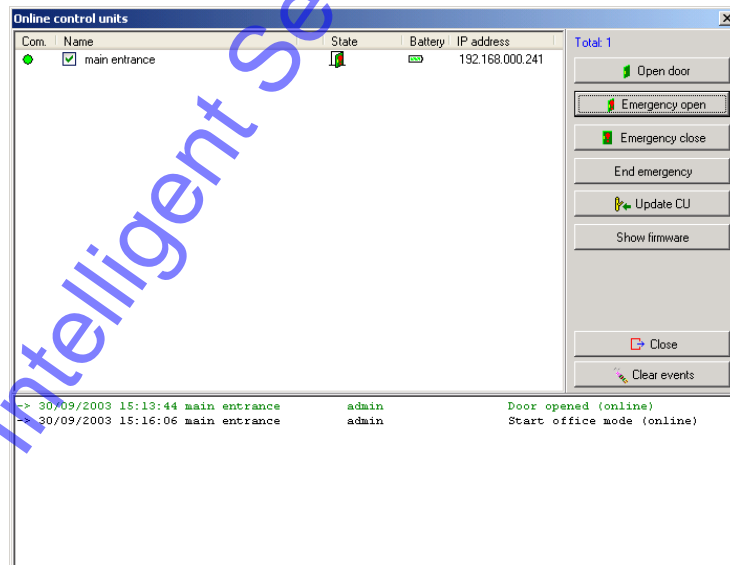 Online control units
Com. Name State Battery IP address
main entrance 192.168.000.241
Total: 1
Open door
Emergency open
Emergency close
End emergency
Update CU
Show firmware
Close
Clear events
-> 30/09/2003 15:13:44 main entrance admin Door opened (online)
-> 30/09/2003 15:16:06 main entrance admin Start office mode (online)
Intelligent Se